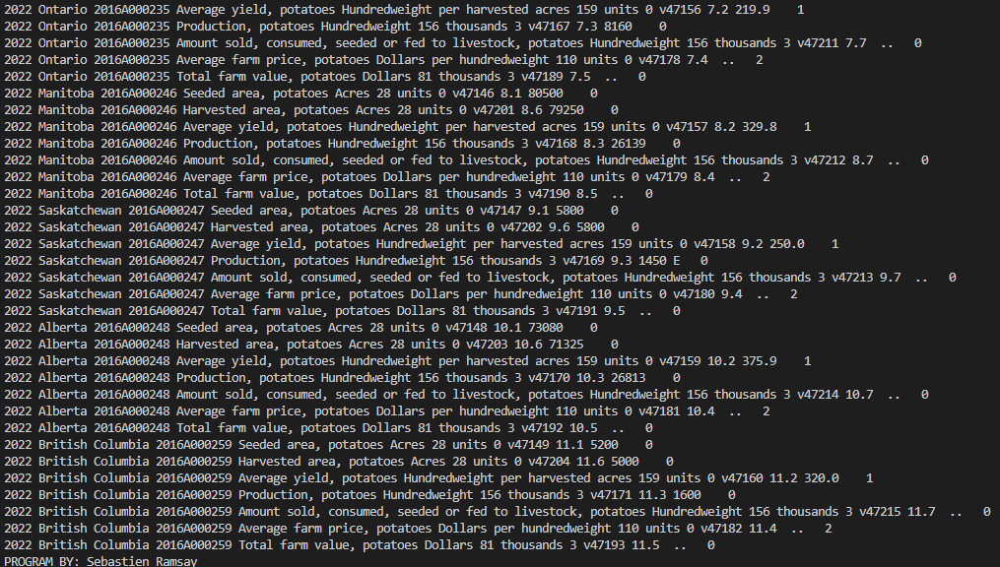 2022 Ontario 2016A000235 Average yield, potatoes Hundredweight per harvested acres 159 units 0 v47156 7.2 219.9    1
2022 Ontario 2016A000235 Production, potatoes Hundredweight 156 thousands 3 v47167 7.3 8160    0
2022 Ontario 2016A000235 Amount sold, consumed, seeded or fed to livestock, potatoes Hundredweight 156 thousands 3 v47211 7.7  ..   0
2022 Ontario 2016A000235 Average farm price, potatoes Dollars per hundredweight 110 units 0 v47178 7.4  ..   2
2022 Ontario 2016A000235 Total farm value, potatoes Dollars 81 thousands 3 v47189 7.5  ..   0
2022 Manitoba 2016A000246 Seeded area, potatoes Acres 28 units 0 v47146 8.1 80500    0
2022 Manitoba 2016A000246 Harvested area, potatoes Acres 28 units 0 v47201 8.6 79250    0
2022 Manitoba 2016A000246 Average yield, potatoes Hundredweight per harvested acres 159 units 0 v47157 8.2 329.8    1
2022 Manitoba 2016A000246 Production, potatoes Hundredweight 156 thousands 3 v47168 8.3 26139    0
2022 Manitoba 2016A000246 Amount sold, consumed, seeded or fed to livestock, potatoes Hundredweight 156 thousands 3 v47212 8.7  ..   0
2022 Manitoba 2016A000246 Average farm price, potatoes Dollars per hundredweight 110 units 0 v47179 8.4  ..   2
2022 Manitoba 2016A000246 Total farm value, potatoes Dollars 81 thousands 3 v47190 8.5  ..   0
2022 Saskatchewan 2016A000247 Seeded area, potatoes Acres 28 units 0 v47147 9.1 5800    0
2022 Saskatchewan 2016A000247 Harvested area, potatoes Acres 28 units 0 v47202 9.6 5800    0
2022 Saskatchewan 2016A000247 Average yield, potatoes Hundredweight per harvested acres 159 units 0 v47158 9.2 250.0    1
2022 Saskatchewan 2016A000247 Production, potatoes Hundredweight 156 thousands 3 v47169 9.3 1450 E   0
2022 Saskatchewan 2016A000247 Amount sold, consumed, seeded or fed to livestock, potatoes Hundredweight 156 thousands 3 v47213 9.7  ..   0
2022 Saskatchewan 2016A000247 Average farm price, potatoes Dollars per hundredweight 110 units 0 v47180 9.4  ..   2
2022 Saskatchewan 2016A000247 Total farm value, potatoes Dollars 81 thousands 3 v47191 9.5  ..   0
2022 Alberta 2016A000248 Seeded area, potatoes Acres 28 units 0 v47148 10.1 73080    0
2022 Alberta 2016A000248 Harvested area, potatoes Acres 28 units 0 v47203 10.6 71325    0
2022 Alberta 2016A000248 Average yield, potatoes Hundredweight per harvested acres 159 units 0 v47159 10.2 375.9    1
2022 Alberta 2016A000248 Production, potatoes Hundredweight 156 thousands 3 v47170 10.3 26813    0
2022 Alberta 2016A000248 Amount sold, consumed, seeded or fed to livestock, potatoes Hundredweight 156 thousands 3 v47214 10.7  ..   0
2022 Alberta 2016A000248 Average farm price, potatoes Dollars per hundredweight 110 units 0 v47181 10.4  ..   2
2022 Alberta 2016A000248 Total farm value, potatoes Dollars 81 thousands 3 v47192 10.5  ..   0
2022 British Columbia 2016A000259 Seeded area, potatoes Acres 28 units 0 v47149 11.1 5200    0
2022 British Columbia 2016A000259 Harvested area, potatoes Acres 28 units 0 v47204 11.6 5000    0
2022 British Columbia 2016A000259 Average yield, potatoes Hundredweight per harvested acres 159 units 0 v47160 11.2 320.0    1
2022 British Columbia 2016A000259 Production, potatoes Hundredweight 156 thousands 3 v47171 11.3 1600    0
2022 British Columbia 2016A000259 Amount sold, consumed, seeded or fed to livestock, potatoes Hundredweight 156 thousands 3 v47215 11.7  ..   0
2022 British Columbia 2016A000259 Average farm price, potatoes Dollars per hundredweight 110 units 0 v47182 11.4  ..   2
2022 British Columbia 2016A000259 Total farm value, potatoes Dollars 81 thousands 3 v47193 11.5  ..   0
PROGRAM BY: Sebastien Ramsay